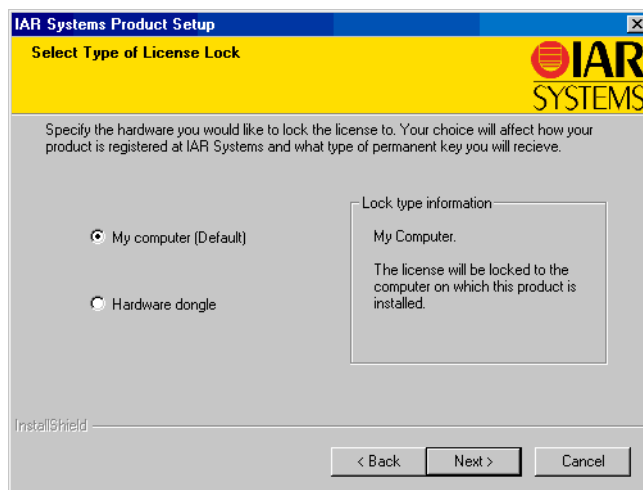 IAR Systems Product Setup
Select Type of License Lock
IAR
SYSTEMS
Specify the hardware you would like to lock the license to. Your choice will affect how your
product is registered at IAR Systems and what type of permanent key you will recieve.
My computer (Default)
Hardware dongle
Lock type information
My Computer.
The license will be locked to the
computer on which this product is
installed.
InstallShield
< Back
Next >
Cancel